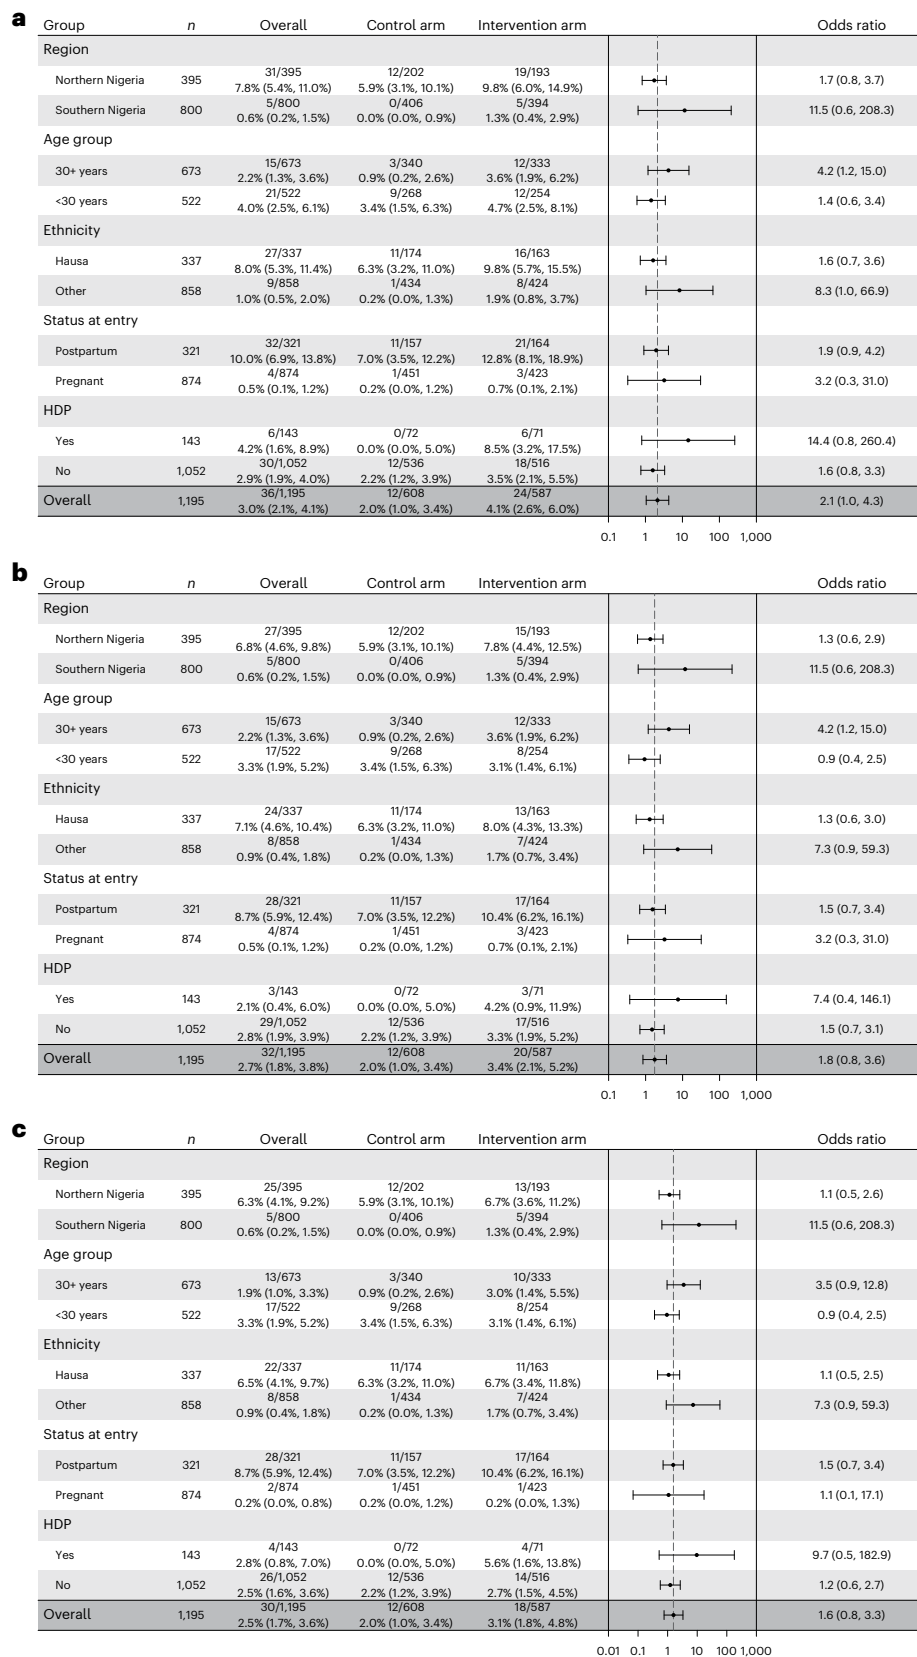 a
Group n Overall Control arm Intervention arm Odds ratio
Region
31/395 12/202 19/193
Northern Nigeria 395 7.8% (5.4%, 11.0%) 5.9% (3.1%, 10.1%) 9.8% (6.0%, 14.9%) 1.7 (0.8, 3.7)
5/800 0/406 5/394
Southern Nigeria 800 0.6% (0.2%, 1.5%) 0.0% (0.0%, 0.9%) 1.3% (0.4%, 2.9%) 11.5 (0.6, 208.3)
Age group
15/673 3/340 12/333
30+ years 673 2.2% (1.3%, 3.6%) 0.9% (0.2%, 2.6%) 3.6% (1.9%, 6.2%) 4.2 (1.2, 15.0)
21/522 9/268 12/254
<30 years 522 4.0% (2.5%, 6.1%) 3.4% (1.5%, 6.3%) 4.7% (2.5%, 8.1%) 1.4 (0.6, 3.4)
Ethnicity
27/337 11/174 16/163
Hausa 337 8.0% (5.3%, 11.4%) 6.3% (3.2%, 11.0%) 9.8% (5.7%, 15.5%) 1.6 (0.7, 3.6)
9/858 1/434 8/424
Other 858 1.0% (0.5%, 2.0%) 0.2% (0.0%, 1.3%) 1.9% (0.8%, 3.7%) 8.3 (1.0, 66.9)
Status at entry
32/321 11/157 21/164
Postpartum 321 10.0% (6.9%, 13.8%) 7.0% (3.5%, 12.2%) 12.8% (8.1%, 18.9%) 1.9 (0.9, 4.2)
4/874 1/451 3/423
Pregnant 874 0.5% (0.1%, 1.2%) 0.2% (0.0%, 1.2%) 0.7% (0.1%, 2.1%) 3.2 (0.3, 31.0)
HDP
6/143 0/72 6/71
Yes 143 4.2% (1.6%, 8.9%) 0.0% (0.0%, 5.0%) 8.5% (3.2%, 17.5%) 14.4 (0.8, 260.4)
30/1,052 12/536 18/516
No 1,052 2.9% (1.9%, 4.0%) 2.2% (1.2%, 3.9%) 3.5% (2.1%, 5.5%) 1.6 (0.8, 3.3)
36/1,195 12/608 24/587
Overall 1,195 3.0% (2.1%, 4.1%) 2.0% (1.0%, 3.4%) 4.1% (2.6%, 6.0%) 2.1 (1.0, 4.3)
0.1 1 10 100 1,000
b
Group n Overall Control arm Intervention arm Odds ratio
Region
27/395 12/202 15/193
Northern Nigeria 395 6.8% (4.6%, 9.8%) 5.9% (3.1%, 10.1%) 7.8% (4.4%, 12.5%) 1.3 (0.6, 2.9)
5/800 0/406 5/394
Southern Nigeria 800 0.6% (0.2%, 1.5%) 0.0% (0.0%, 0.9%) 1.3% (0.4%, 2.9%) 11.5 (0.6, 208.3)
Age group
15/673 3/340 12/333
30+ years 673 2.2% (1.3%, 3.6%) 0.9% (0.2%, 2.6%) 3.6% (1.9%, 6.2%) 4.2 (1.2, 15.0)
17/522 9/268 8/254
<30 years 522 3.3% (1.9%, 5.2%) 3.4% (1.5%, 6.3%) 3.1% (1.4%, 6.1%) 0.9 (0.4, 2.5)
Ethnicity
24/337 11/174 13/163
Hausa 337 7.1% (4.6%, 10.4%) 6.3% (3.2%, 11.0%) 8.0% (4.3%, 13.3%) 1.3 (0.6, 3.0)
8/858 1/434 7/424
Other 858 0.9% (0.4%, 1.8%) 0.2% (0.0%, 1.3%) 1.7% (0.7%, 3.4%) 7.3 (0.9, 59.3)
Status at entry
28/321 11/157 17/164
Postpartum 321 8.7% (5.9%, 12.4%) 7.0% (3.5%, 12.2%) 10.4% (6.2%, 16.1%) 1.5 (0.7, 3.4)
4/874 1/451 3/423
Pregnant 874 0.5% (0.1%, 1.2%) 0.2% (0.0%, 1.2%) 0.7% (0.1%, 2.1%) 3.2 (0.3, 31.0)
HDP
3/143 0/72 3/71
Yes 143 2.1% (0.4%, 6.0%) 0.0% (0.0%, 5.0%) 4.2% (0.9%, 11.9%) 7.4 (0.4, 146.1)
29/1,052 12/536 17/516
No 1,052 2.8% (1.9%, 3.9%) 2.2% (1.2%, 3.9%) 3.3% (1.9%, 5.2%) 1.5 (0.7, 3.1)
32/1,195 12/608 20/587
Overall 1,195 2.7% (1.8%, 3.8%) 2.0% (1.0%, 3.4%) 3.4% (2.1%, 5.2%) 1.8 (0.8, 3.6)
0.1 1 10 100 1,000
c
Group n Overall Control arm Intervention arm Odds ratio
Region
25/395 12/202 13/193
Northern Nigeria 395 6.3% (4.1%, 9.2%) 5.9% (3.1%, 10.1%) 6.7% (3.6%, 11.2%) 1.1 (0.5, 2.6)
5/800 0/406 5/394
Southern Nigeria 800 0.6% (0.2%, 1.5%) 0.0% (0.0%, 0.9%) 1.3% (0.4%, 2.9%) 11.5 (0.6, 208.3)
Age group
13/673 3/340 10/333
30+ years 673 1.9% (1.0%, 3.3%) 0.9% (0.2%, 2.6%) 3.0% (1.4%, 5.5%) 3.5 (0.9, 12.8)
17/522 9/268 8/254
<30 years 522 3.3% (1.9%, 5.2%) 3.4% (1.5%, 6.3%) 3.1% (1.4%, 6.1%) 0.9 (0.4, 2.5)
Ethnicity
22/337 11/174 11/163
Hausa 337 6.5% (4.1%, 9.7%) 6.3% (3.2%, 11.0%) 6.7% (3.4%, 11.8%) 1.1 (0.5, 2.5)
8/858 1/434 7/424
Other 858 0.9% (0.4%, 1.8%) 0.2% (0.0%, 1.3%) 1.7% (0.7%, 3.4%) 7.3 (0.9, 59.3)
Status at entry
28/321 11/157 17/164
Postpartum 321 8.7% (5.9%, 12.4%) 7.0% (3.5%, 12.2%) 10.4% (6.2%, 16.1%) 1.5 (0.7, 3.4)
2/874 1/451 1/423
Pregnant 874 0.2% (0.0%, 0.8%) 0.2% (0.0%, 1.2%) 0.2% (0.0%, 1.3%) 1.1 (0.1, 17.1)
HDP
4/143 0/72 4/71
Yes 143 2.8% (0.8%, 7.0%) 0.0% (0.0%, 5.0%) 5.6% (1.6%, 13.8%) 9.7 (0.5, 182.9)
26/1,052 12/536 14/516
No 1,052 2.5% (1.6%, 3.6%) 2.2% (1.2%, 3.9%) 2.7% (1.5%, 4.5%) 1.2 (0.6, 2.7)
30/1,195 12/608 18/587
Overall 1,195 2.5% (1.7%, 3.6%) 2.0% (1.0%, 3.4%) 3.1% (1.8%, 4.8%) 1.6 (0.8, 3.3)
0.01 0.1 1 10 100 1,000